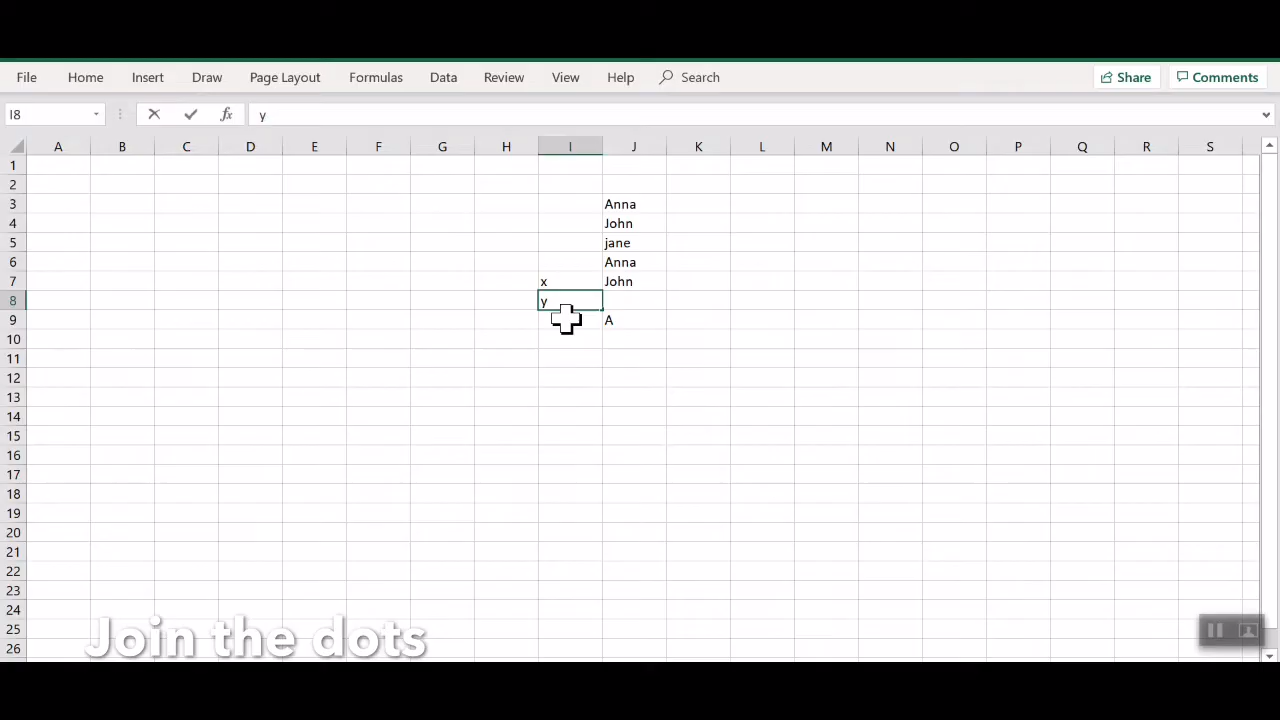 File Home Insert Draw Page Layout Formulas Data Review View Help Search Share Comments
I8 fx y
A B C D E F G H I J K L M N O P Q R S
1
2
3 Anna
4 John
5 jane
6 Anna
7 x John
8 y
9 A
10
11
12
13
14
15
16
17
18
19
20
21
22
23
24
25
26
Join the dots